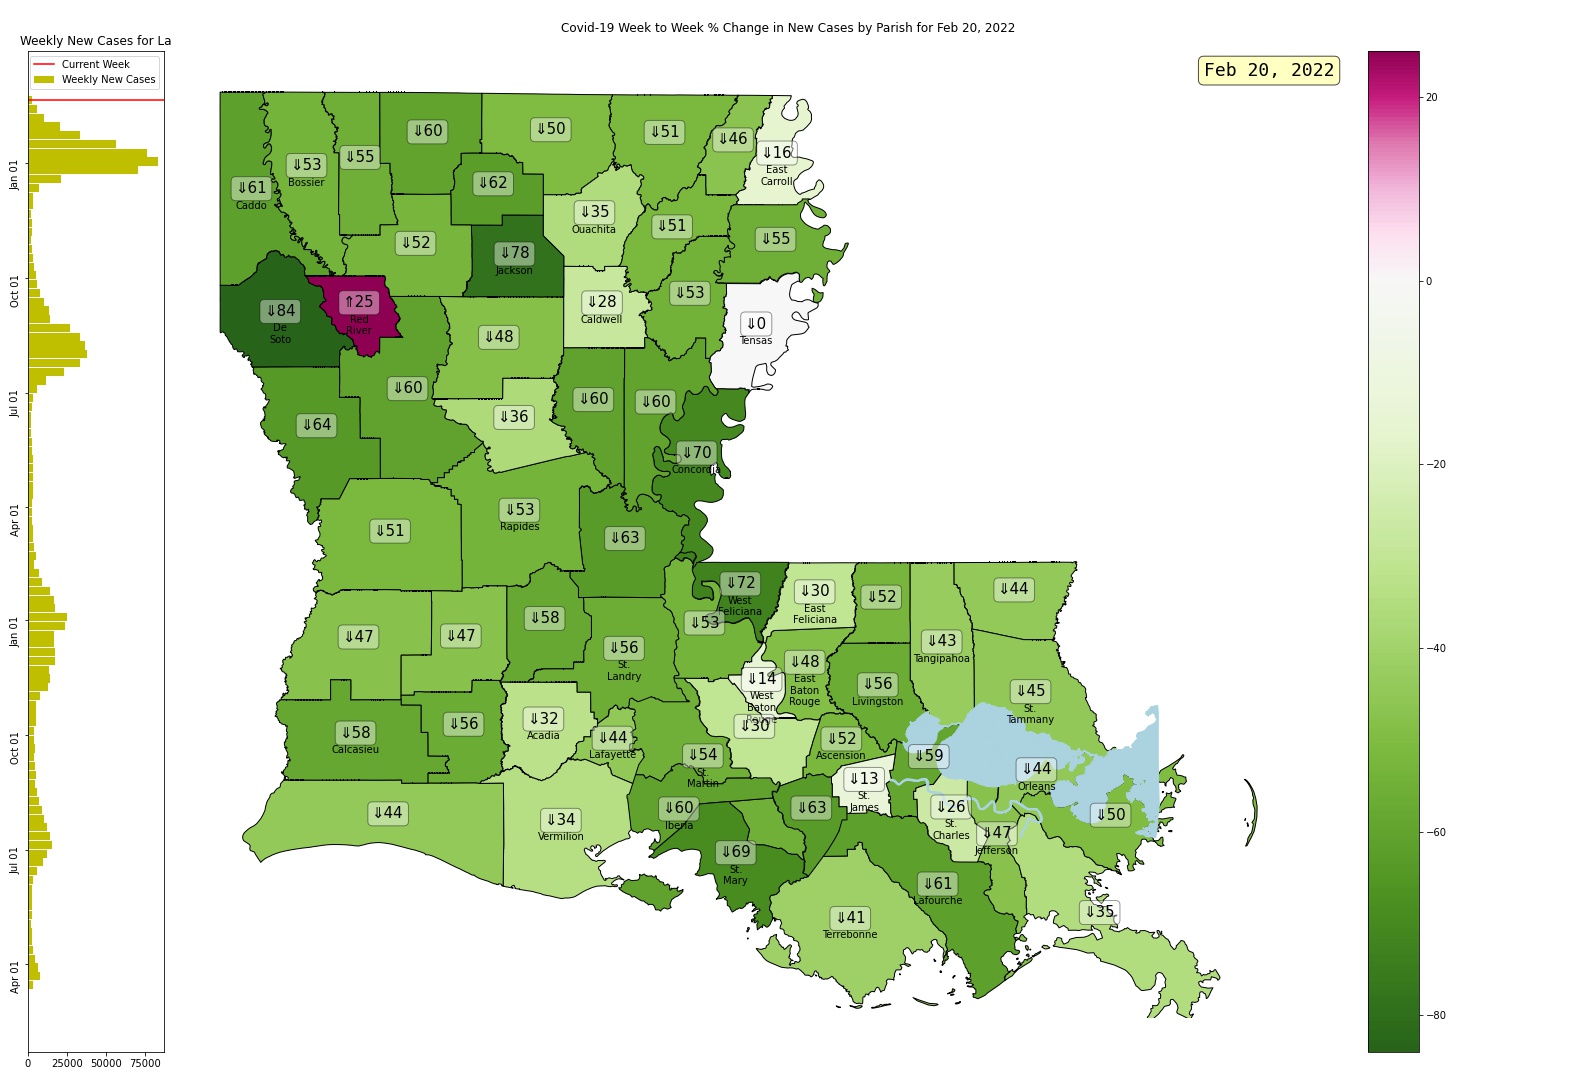 Covid-19 Week to Week % Change in New Cases by Parish for Feb 20, 2022
Weekly New Cases for La
Current Week
Weekly New Cases
Jan 01
Oct 01
Jul 01
Apr 01
Jan 01
Oct 01
Jul 01
Apr 01
0 25000 50000 75000
Feb 20, 2022
20
0
−20
−40
−60
−80
⇓60
⇓50
⇓51
⇓46
⇓16
East
Carroll
⇓55
⇓53
Bossier
⇓61
Caddo
⇓62
⇓35
Ouachita
⇓51
⇓55
⇓52
⇓78
Jackson
⇓84
De
Soto
⇑25
Red
River
⇓28
Caldwell
⇓53
⇓0
Tensas
⇓48
⇓60
⇓60
⇓60
⇓36
⇓64
⇓70
Concordia
⇓53
Rapides
⇓51
⇓63
⇓72
West
Feliciana
⇓30
East
Feliciana
⇓52
⇓44
⇓53
⇓58
⇓47
⇓47
⇓56
St.
Landry
⇓43
Tangipahoa
⇓48
East
Baton
Rouge
⇓14
West
Baton
Rouge
⇓56
Livingston
⇓45
St.
Tammany
⇓30
⇓32
Acadia
⇓56
⇓58
Calcasieu
⇓44
Lafayette
⇓54
St.
Martin
⇓52
Ascension
⇓59
⇓44
Orleans
⇓13
St.
James
⇓26
St.
Charles
⇓50
⇓44
⇓34
Vermilion
⇓60
Iberia
⇓63
⇓47
Jefferson
⇓69
St.
Mary
⇓61
Lafourche
⇓41
Terrebonne
⇓35